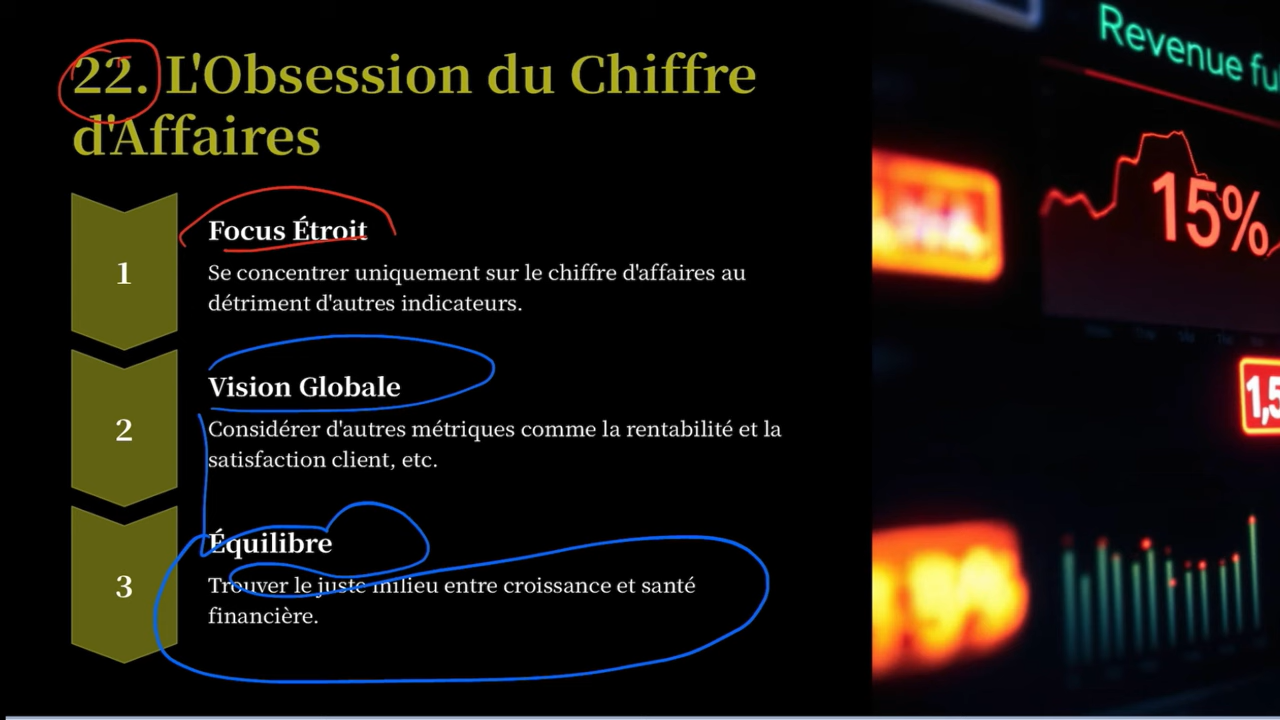 22. L'Obsession du Chiffre
d'Affaires
1
Focus Étroit
Se concentrer uniquement sur le chiffre d'affaires au
détriment d'autres indicateurs.
2
Vision Globale
Considérer d'autres métriques comme la rentabilité et la
satisfaction client, etc.
3
Équilibre
Trouver le juste milieu entre croissance et santé
financière.
Revenue fu
15%
1,5